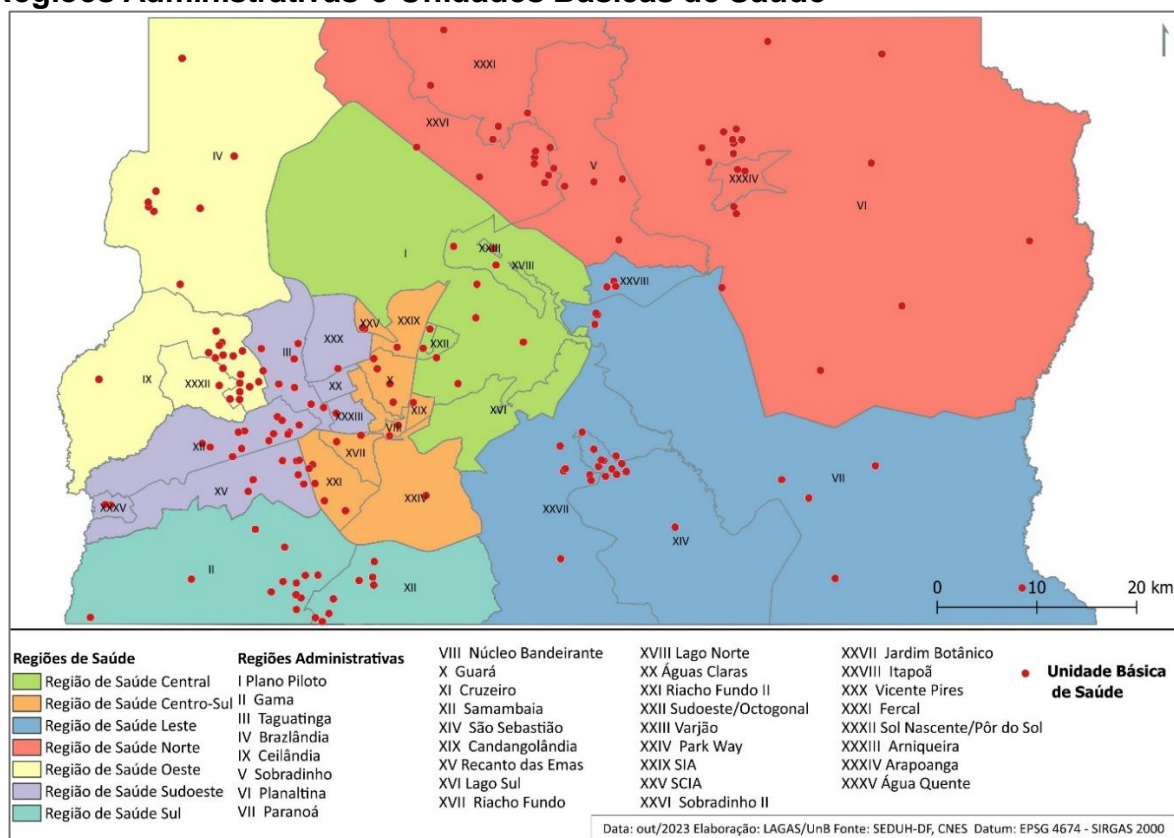 Regiões Administrativas e Unidades Básicas de Saúde
XXXI
XXVI
IV
V
XXXIV
VI
I
XXIII
XVIII
XXVIII
XXV
XXIX
XXX
III
XXII
IX
XXXII
XX
X
XVI
XIX
XXXIII
VIII
XII
XVII
XXI
XV
XXIV
XXXV
VII
XXVII
XIV
II
XII
0 10 20 km
Regiões de Saúde
Região de Saúde Central
Região de Saúde Centro-Sul
Região de Saúde Leste
Região de Saúde Norte
Região de Saúde Oeste
Região de Saúde Sudoeste
Região de Saúde Sul
Regiões Administrativas
I Plano Piloto
II Gama
III Taguatinga
IV Brazlândia
IX Ceilândia
V Sobradinho
VI Planaltina
VII Paranoá
VIII Núcleo Bandeirante
X Guará
XI Cruzeiro
XII Samambaia
XIV São Sebastião
XIX Candangolândia
XV Recanto das Emas
XVI Lago Sul
XVII Riacho Fundo
XVIII Lago Norte
XX Águas Claras
XXI Riacho Fundo II
XXII Sudoeste/Octogonal
XXIII Varjão
XXIV Park Way
XXIX SIA
XXV SCIA
XXVI Sobradinho II
XXVII Jardim Botânico
XXVIII Itapoã
XXX Vicente Pires
XXXI Fercal
XXXII Sol Nascente/Pôr do Sol
XXXIII Arniqueira
XXXIV Arapoanga
XXXV Água Quente
Unidade Básica
de Saúde
Data: out/2023 Elaboração: LAGAS/UnB Fonte: SEDUH-DF, CNES Datum: EPSG 4674 - SIRGAS 2000